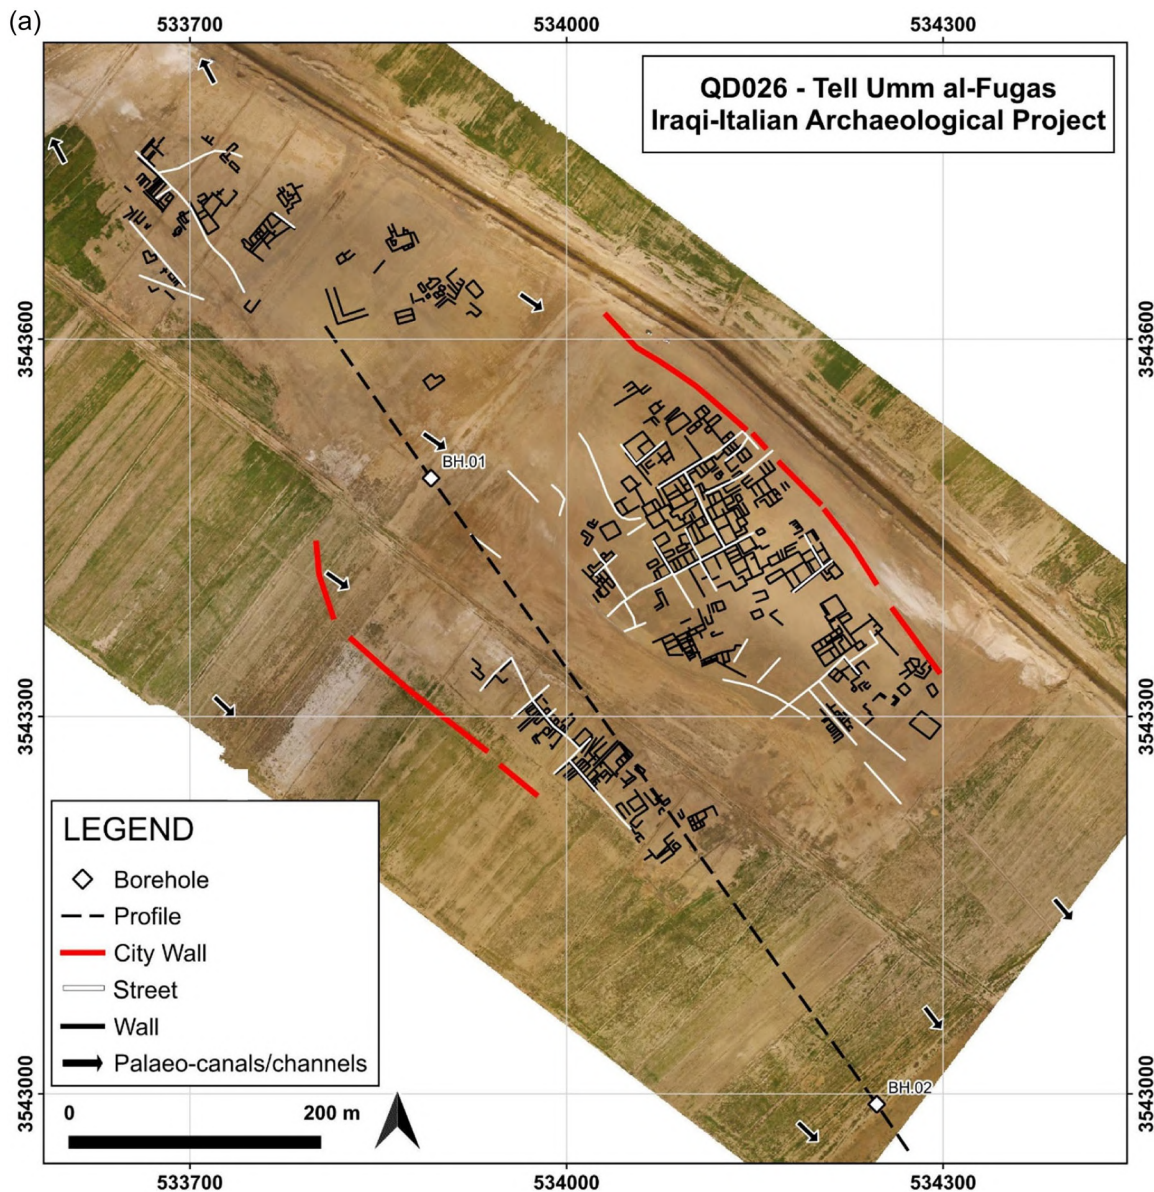 (a)
533700 534000 534300
QD026 - Tell Umm al-Fugas
Iraqi-Italian Archaeological Project
3543600 3543600
BH.01
3543300 3543300
LEGEND
Borehole
Profile
City Wall
Street
Wall
Palaeo-canals/channels
BH.02
3543000 3543000
0 200 m
533700 534000 534300